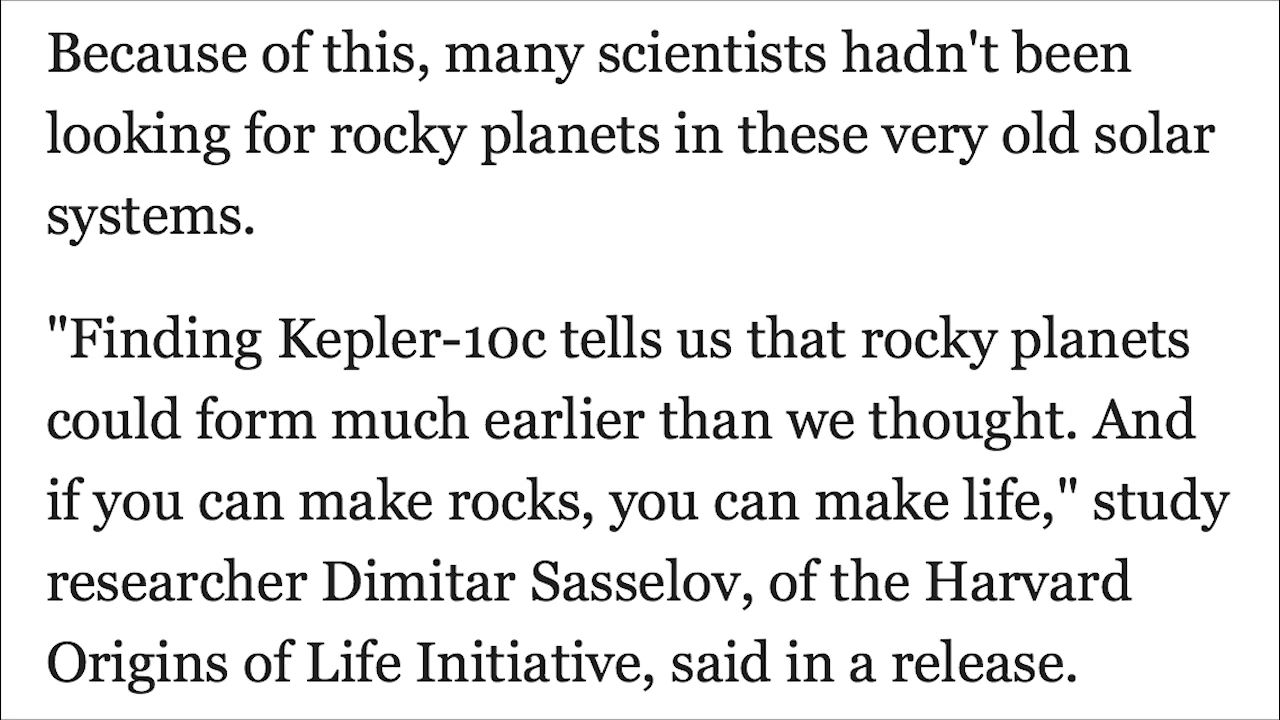 Because of this, many scientists hadn't been
looking for rocky planets in these very old solar
systems.
"Finding Kepler-10c tells us that rocky planets
could form much earlier than we thought. And
if you can make rocks, you can make life," study
researcher Dimitar Sasselov, of the Harvard
Origins of Life Initiative, said in a release.